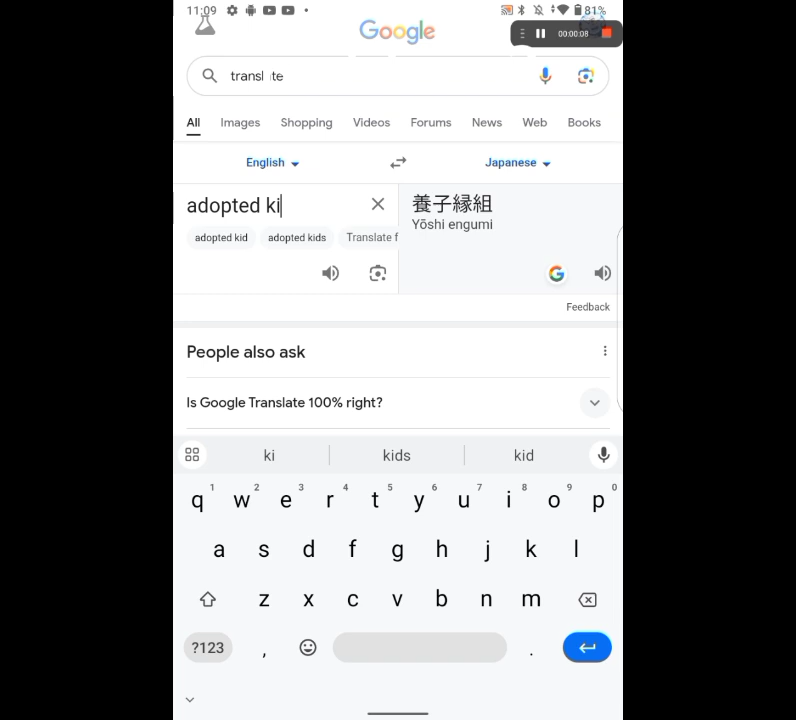 11:09
81%
Google
00:00:08
transl te
All Images Shopping Videos Forums News Web Books
English Japanese
adopted ki
養子縁組
Yōshi engumi
adopted kid adopted kids Translate f
G
Feedback
People also ask
Is Google Translate 100% right?
ki kids kid
1 2 3 4 5 6 7 8 9 0
q w e r t y u i o p
a s d f g h j k l
z x c v b n m
?123 , .